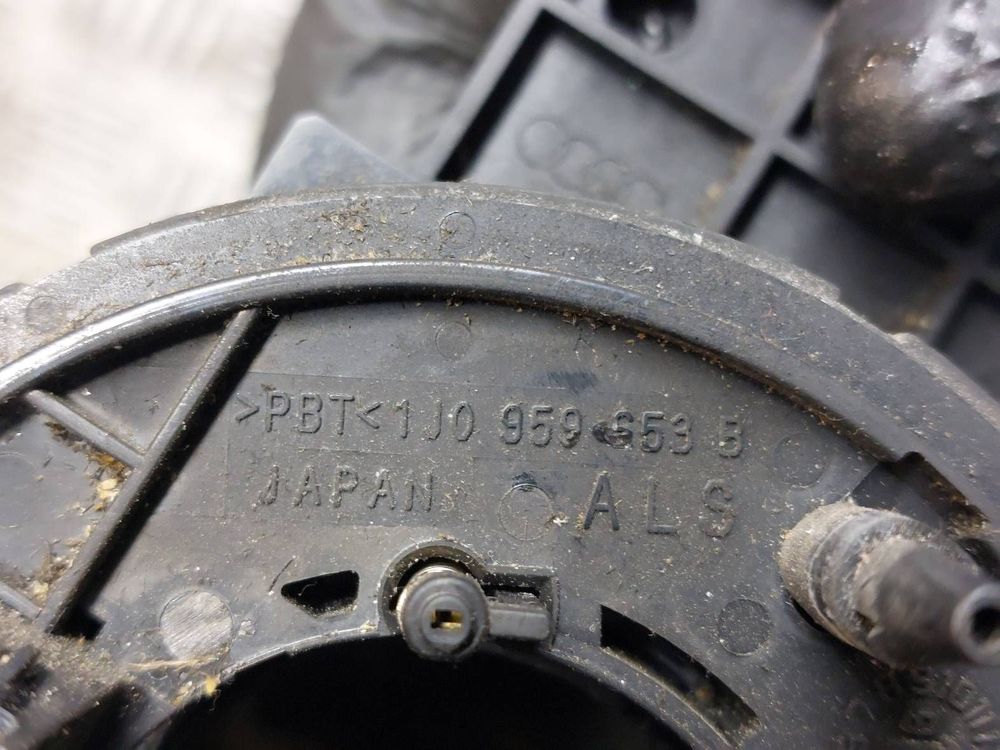 >PBT<1J0 959 653 B
JAPAN ALS